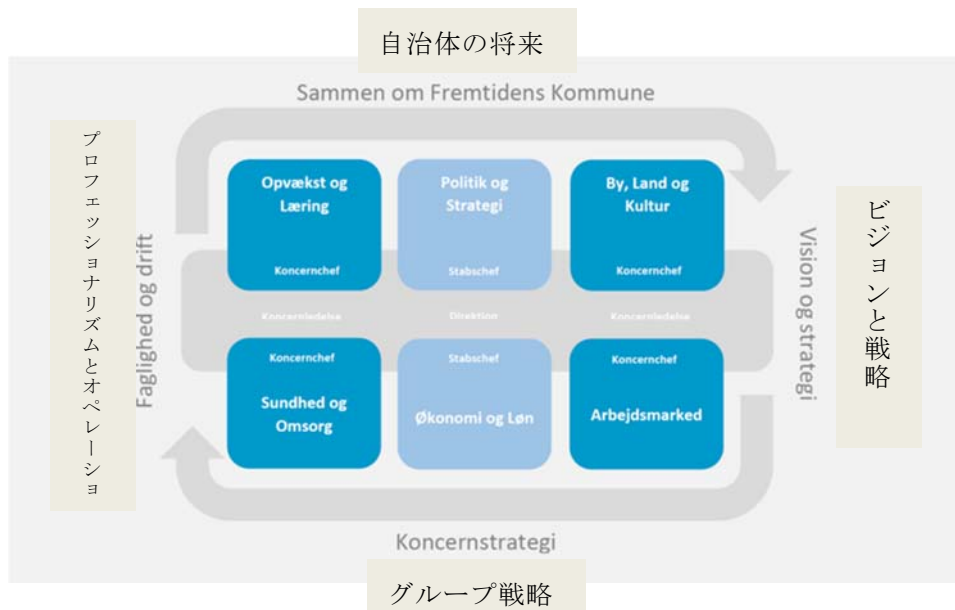 自治体の将来
Sammen om Fremtidens Kommune
プロフェッショナリズムとオペレーショ
Faglighed og drift
Opvækst og
Læring
Koncernchef
Politik og
Strategi
Stabschef
By, Land og
Kultur
Koncernchef
Vision og strategi
ビジョンと戦略
Koncernledelse
Direktion
Koncernledelse
Koncernchef
Sundhed og
Omsorg
Stabschef
Økonomi og Løn
Koncernchef
Arbejdsmarked
Koncernstrategi
グループ戦略